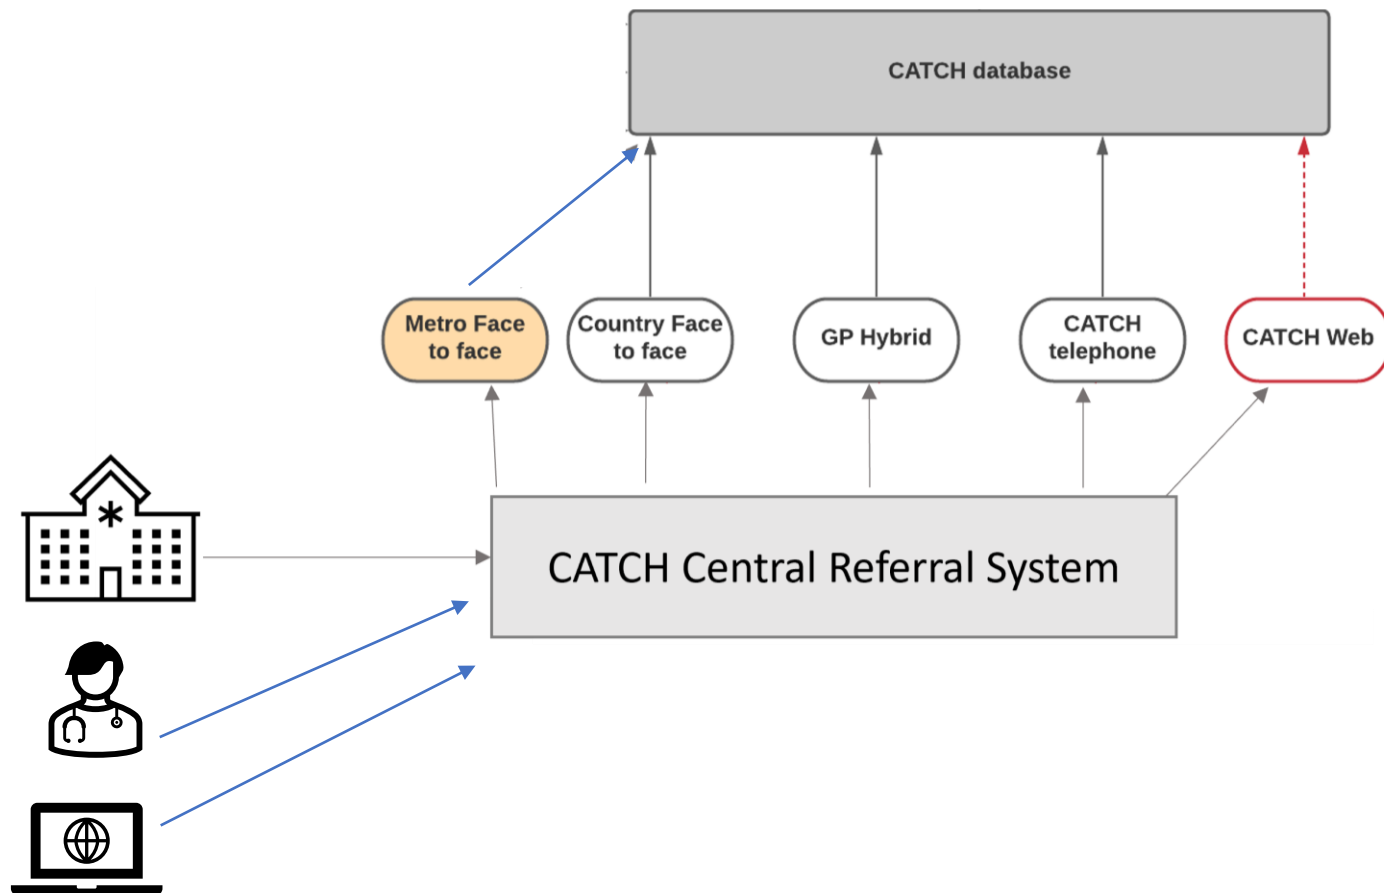 CATCH database
Metro Face
to face
Country Face
to face
GP Hybrid
CATCH
telephone
CATCH Web
CATCH Central Referral System